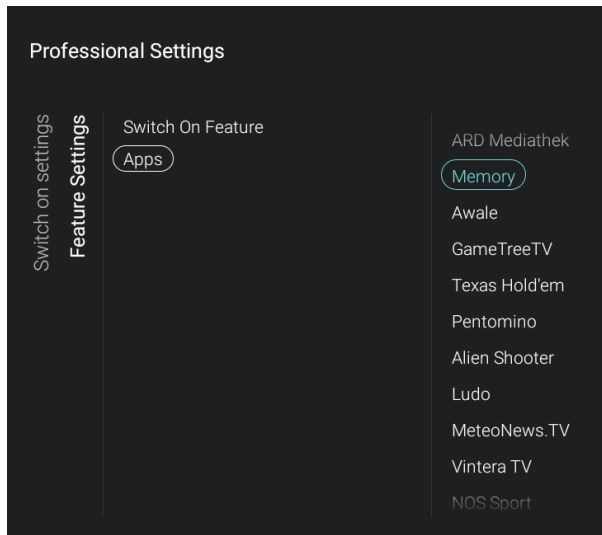 Professional Settings
Switch on settings
Feature Settings
Switch On Feature
Apps
ARD Mediathek
Memory
Awale
GameTreeTV
Texas Hold'em
Pentomino
Alien Shooter
Ludo
MeteoNews.TV
Vintera TV
NOS Sport